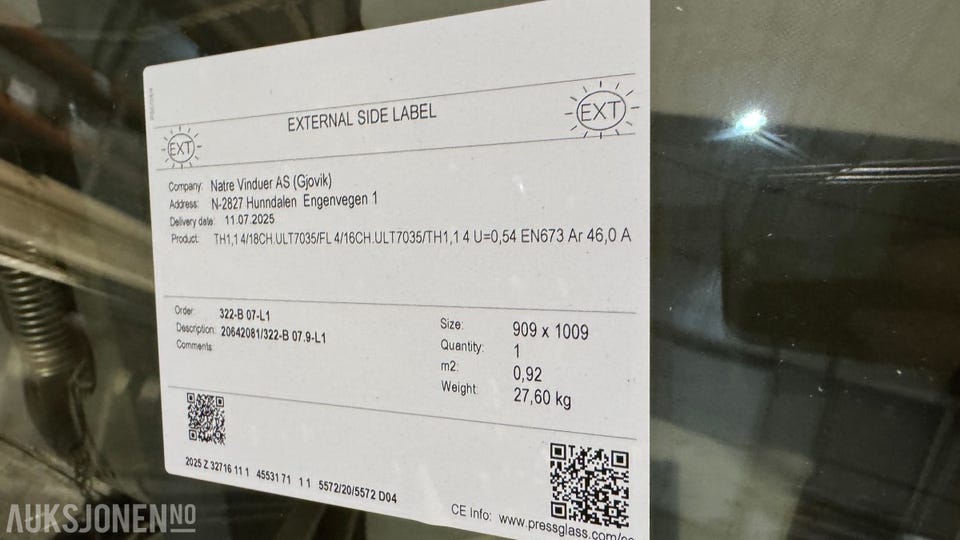 EXTERNAL SIDE LABEL
EXT
EXT
Company: Natre Vinduer AS (Gjovik)
Address: N-2827 Hunndalen Engenvegen 1
Delivery date: 11.07.2025
Product: TH1,1 4/18CH.ULT7035/FL 4/16CH.ULT7035/TH1,1 4 U=0,54 EN673 Ar 46,0 A
Order: 322-B 07-L1
Description: 20642081/322-B 07.9-L1
Comments:
Size: 909 x 1009
Quantity: 1
m2: 0,92
Weight: 27,60 kg
2025 Z 32716 11 1 45531 71 1 1 5572/20/5572 D04
CE info: www.pressglass.com/ce
AUKSJONEN.NO